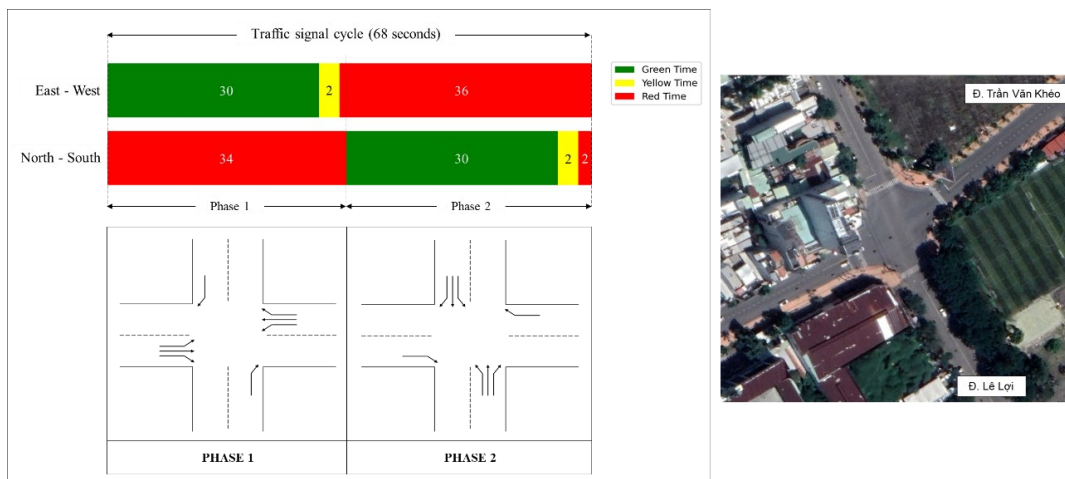 Traffic signal cycle (68 seconds)
East - West
30
2
36
Green Time
Yellow Time
Red Time
North - South
34
30
2
2
Phase 1
Phase 2
PHASE 1
PHASE 2
Đ. Trần Văn Khéo
Đ. Lê Lợi